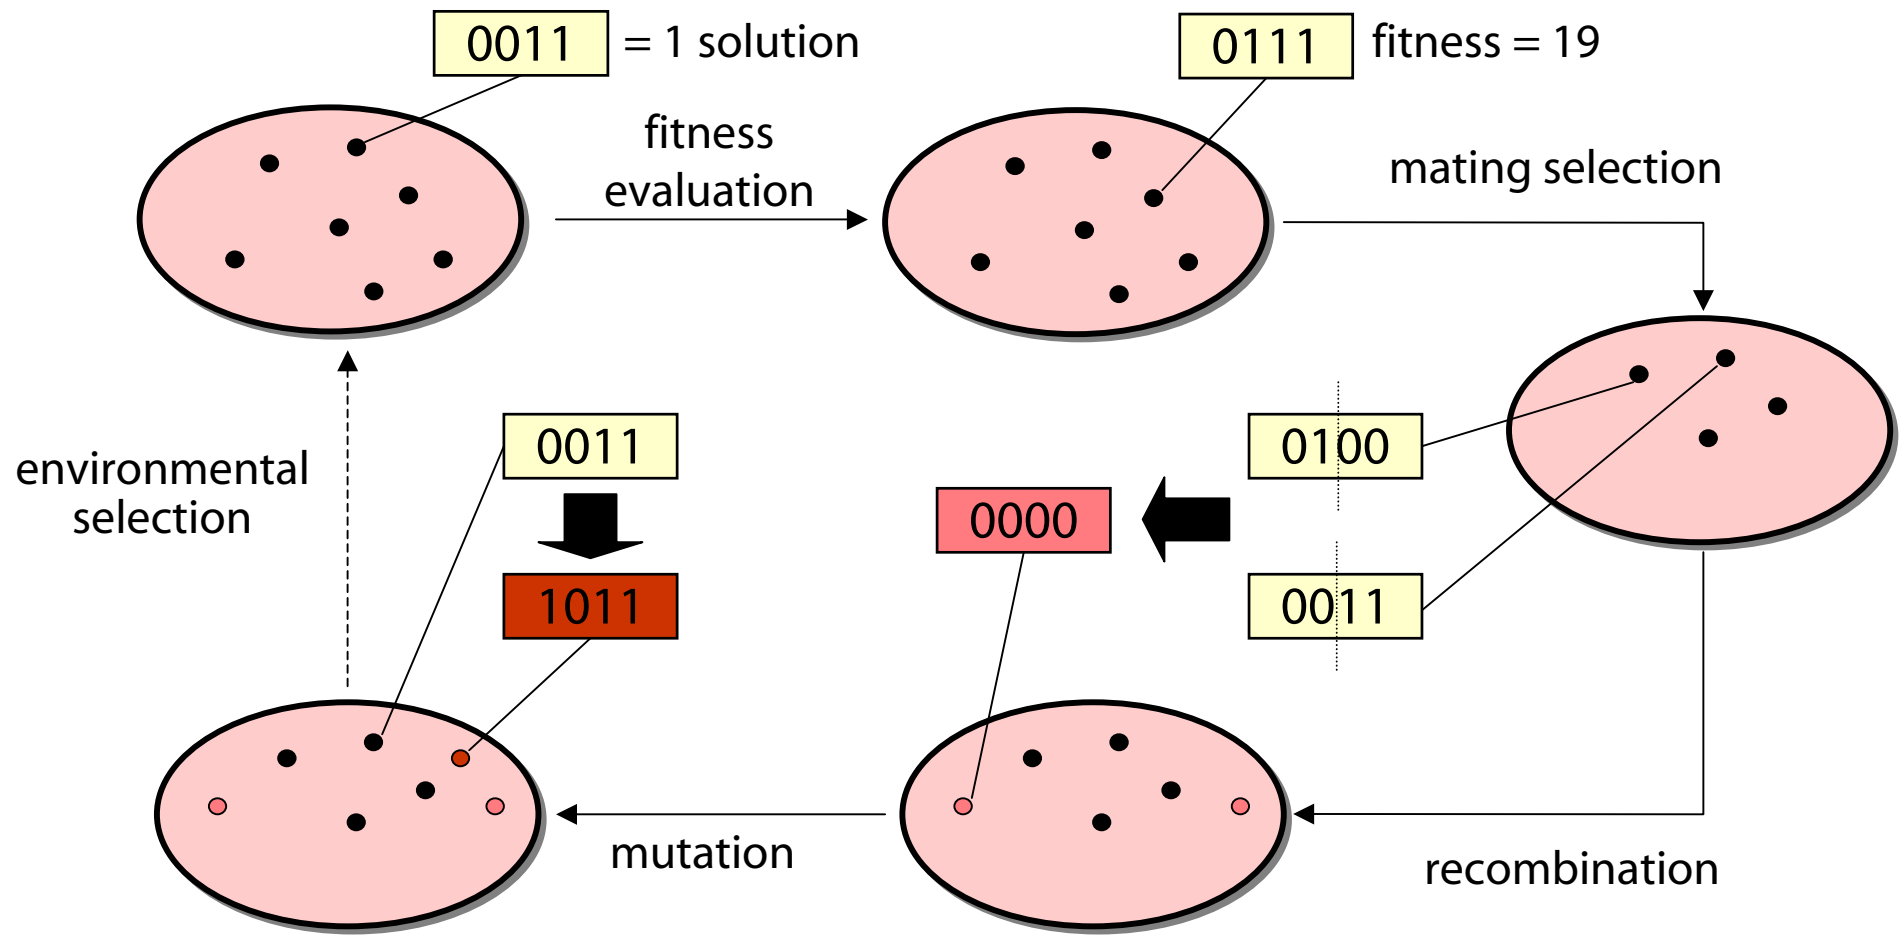 0011 = 1 solution
0111 fitness = 19
fitness
evaluation
mating selection
environmental
selection
0011
1011
0100
0000
0011
mutation
recombination